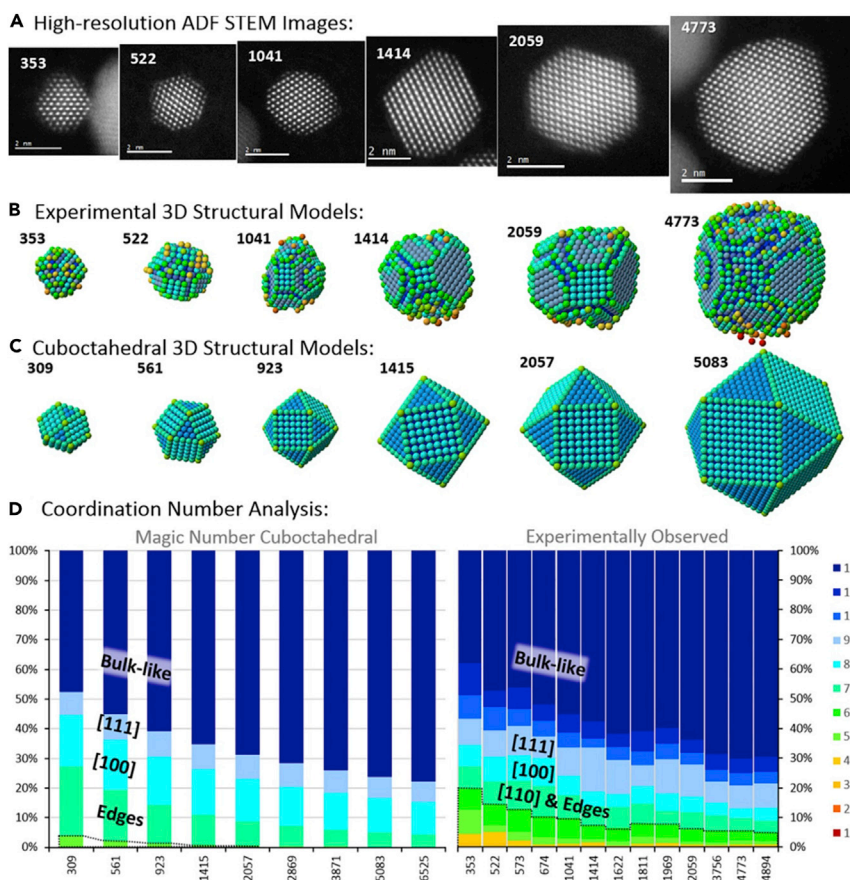 A High-resolution ADF STEM Images:
353 522 1041 1414 2059 4773
2 nm 2 nm 2 nm 2 nm 2 nm 2 nm
B Experimental 3D Structural Models:
353 522 1041 1414 2059 4773
C Cuboctahedral 3D Structural Models:
309 561 923 1415 2057 5083
D Coordination Number Analysis:
Magic Number Cuboctahedral
100%
90%
80%
70%
60%
50%
40%
30%
20%
10%
0%
Bulk-like
[111]
[100]
Edges
309 561 923 1415 2057 2869 3871 5083 6525
Experimentally Observed
Bulk-like
[111]
[100]
[110] & Edges
353 522 573 674 1041 1414 1622 1811 1969 2059 3756 4773 4894
100%
90%
80%
70%
60%
50%
40%
30%
20%
10%
0%
1
1
1
9
8
7
6
5
4
3
2
1